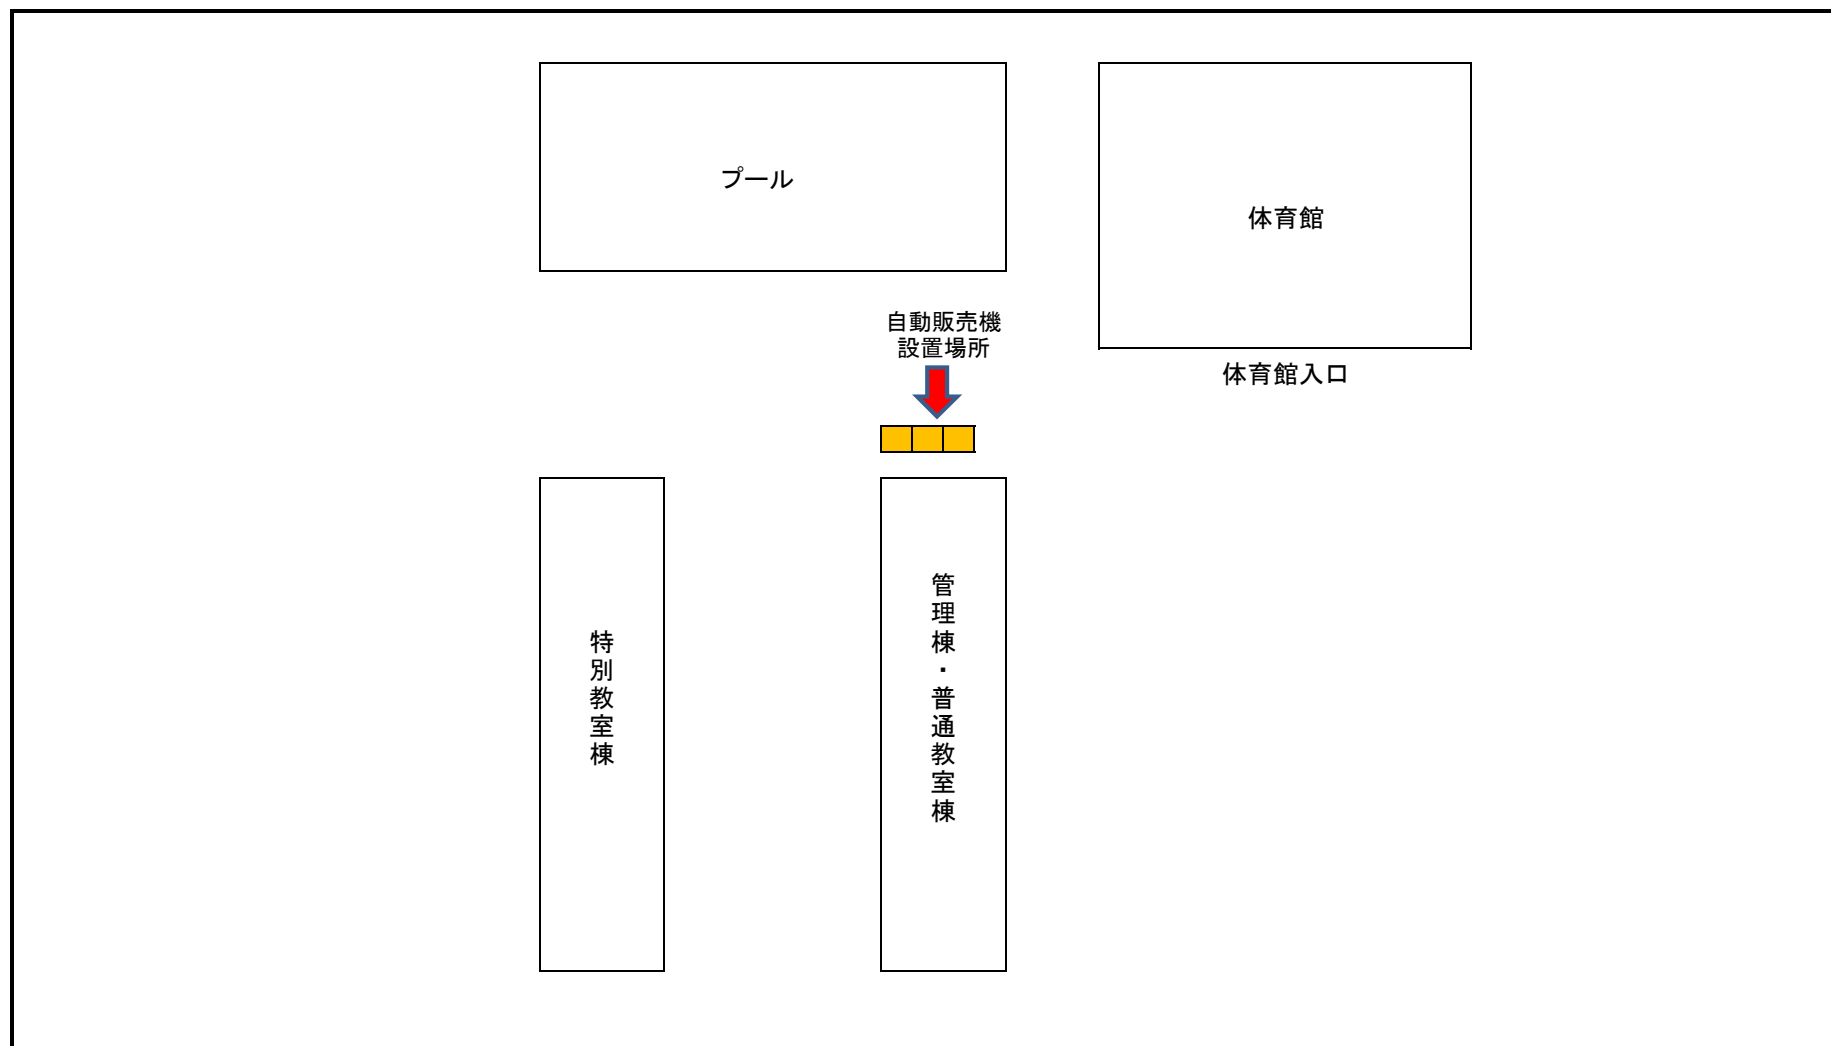 プール
体育館
自動販売機
設置場所
体育館入口
特別教室棟
管理棟・普通教室棟